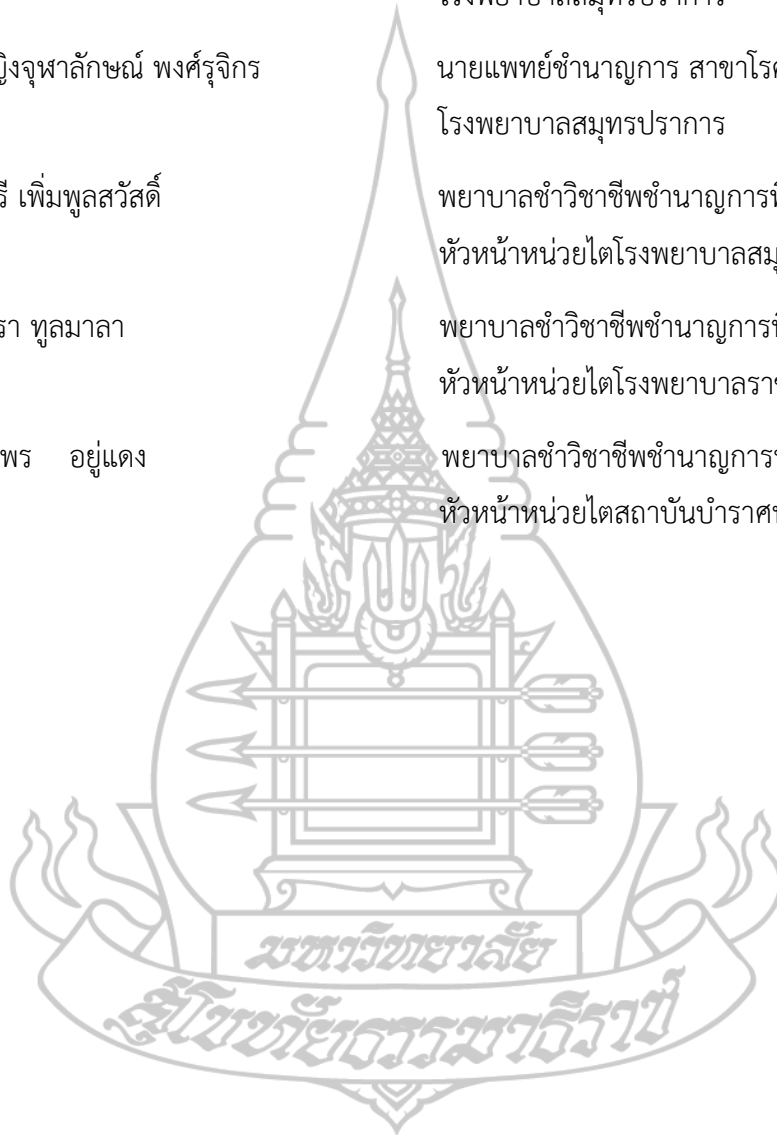 โรงพยาบาลสมุทรปราการ
ญิงจุฬาลักษณ์ พงศ์รุจิกร นายแพทย์ชำนาญการ สาขาโรค
โรงพยาบาลสมุทรปราการ
รี เพิ่มพูลสวัสดิ์ พยาบาลชำวิชาชีพชำนาญการพิ
หัวหน้าหน่วยไตโรงพยาบาลสมุ
รา ทูลมาลา พยาบาลชำวิชาชีพชำนาญการพิ
หัวหน้าหน่วยไตโรงพยาบาลราช
พร อยู่แดง พยาบาลชำวิชาชีพชำนาญการพ
หัวหน้าหน่วยไตสถาบันบำราศน
มหาวิทยาลัย
สุโขทัยธรรมาธิราช